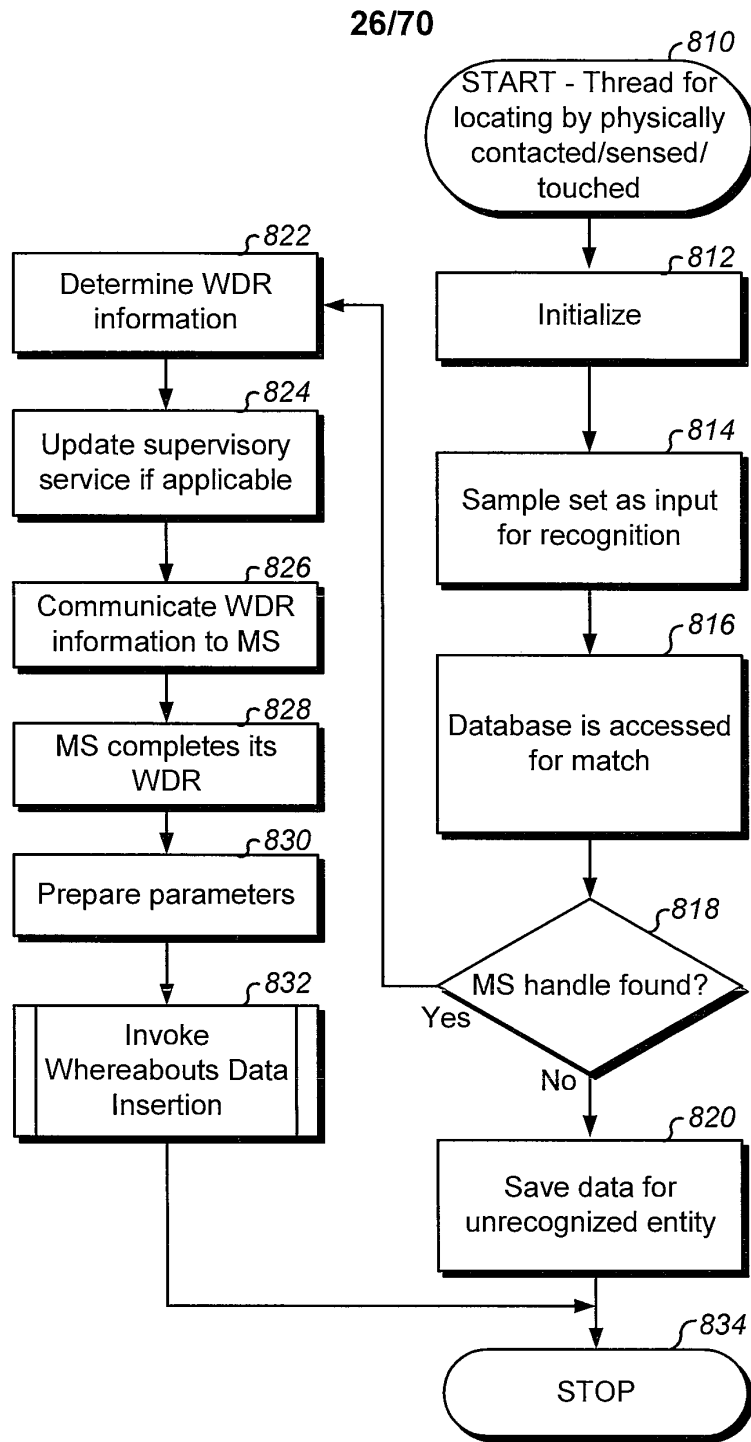 26/70
810
START - Thread for
locating by physically
contacted/sensed/
touched
812
Initialize
814
Sample set as input
for recognition
816
Database is accessed
for match
818
MS handle found?
Yes
No
820
Save data for
unrecognized entity
822
Determine WDR
information
824
Update supervisory
service if applicable
826
Communicate WDR
information to MS
828
MS completes its
WDR
830
Prepare parameters
832
Invoke
Whereabouts Data
Insertion
834
STOP